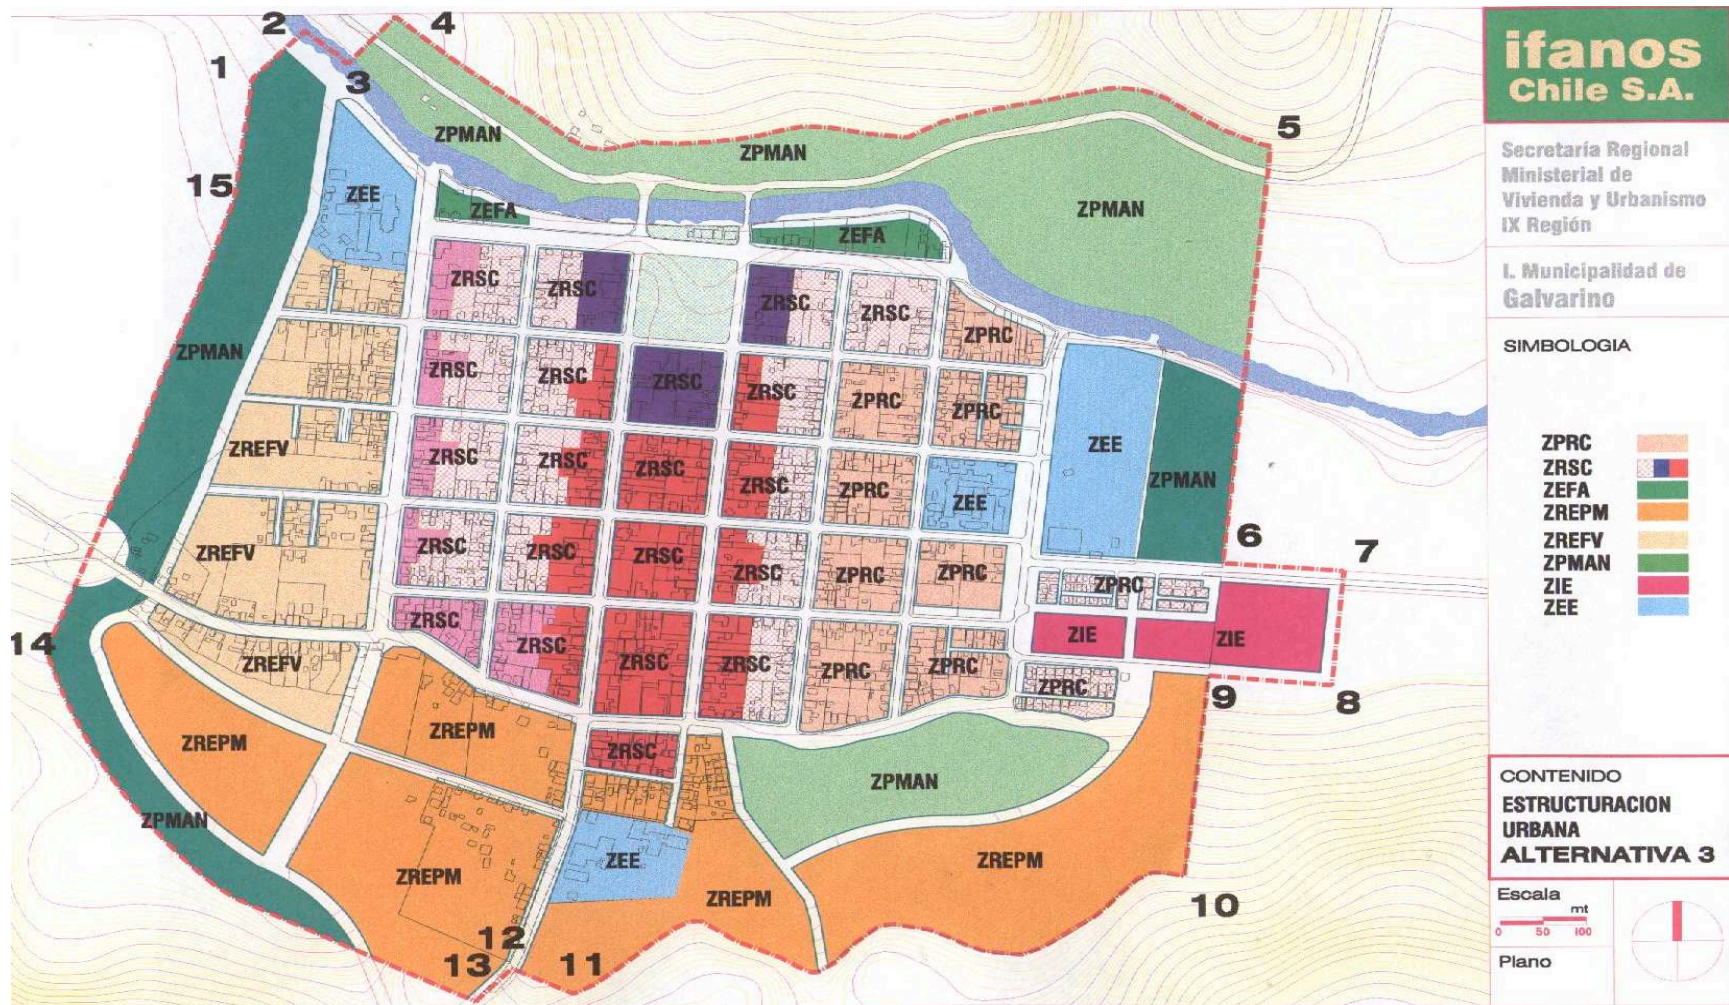 ifanos
Chile S.A.
Secretaría Regional
Ministerial de
Vivienda y Urbanismo
IX Región
I. Municipalidad de
Galvarino
SIMBOLOGIA
ZPRC
ZRSC
ZEFA
ZREPM
ZREFV
ZPMAN
ZIE
ZEE
CONTENIDO
ESTRUCTURACION
URBANA
ALTERNATIVA 3
Escala
mt
0 50 100
Plano
1
2
3
4
5
6
7
8
9
10
11
12
13
14
15
ZPMAN
ZPMAN
ZPMAN
ZEE
ZEFA
ZEFA
ZRSC
ZRSC
ZRSC
ZRSC
ZPRC
ZPMAN
ZRSC
ZRSC
ZRSC
ZRSC
ZPRC
ZPRC
ZREFV
ZRSC
ZRSC
ZRSC
ZRSC
ZPRC
ZEE
ZEE
ZPMAN
ZREFV
ZRSC
ZRSC
ZRSC
ZRSC
ZPRC
ZPRC
ZPRC
ZREFV
ZRSC
ZRSC
ZRSC
ZRSC
ZPRC
ZPRC
ZIE
ZIE
ZPRC
ZREPM
ZREPM
ZRSC
ZPMAN
ZPMAN
ZREPM
ZEE
ZREPM
ZREPM